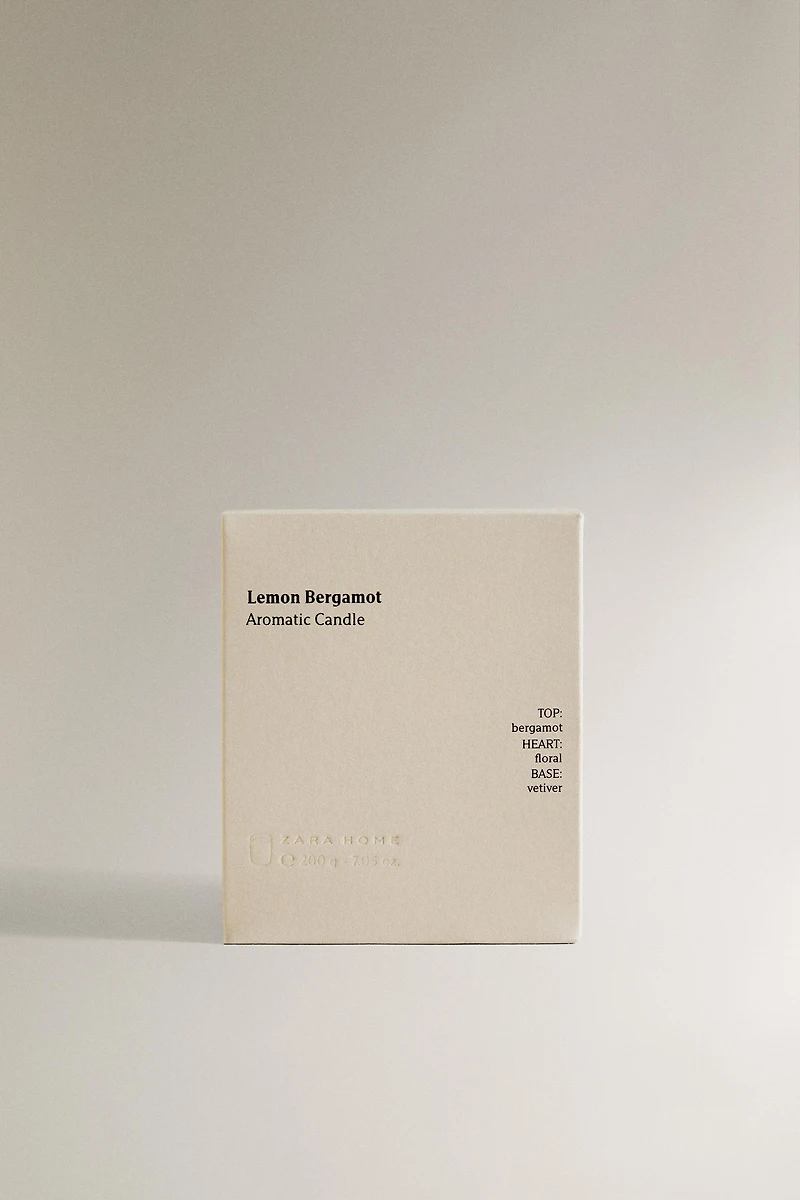 Lemon Bergamot
Aromatic Candle
TOP:
bergamot
HEART:
floral
BASE:
vetiver
ZARA HOME
℮ 200 g - 7.05 oz.